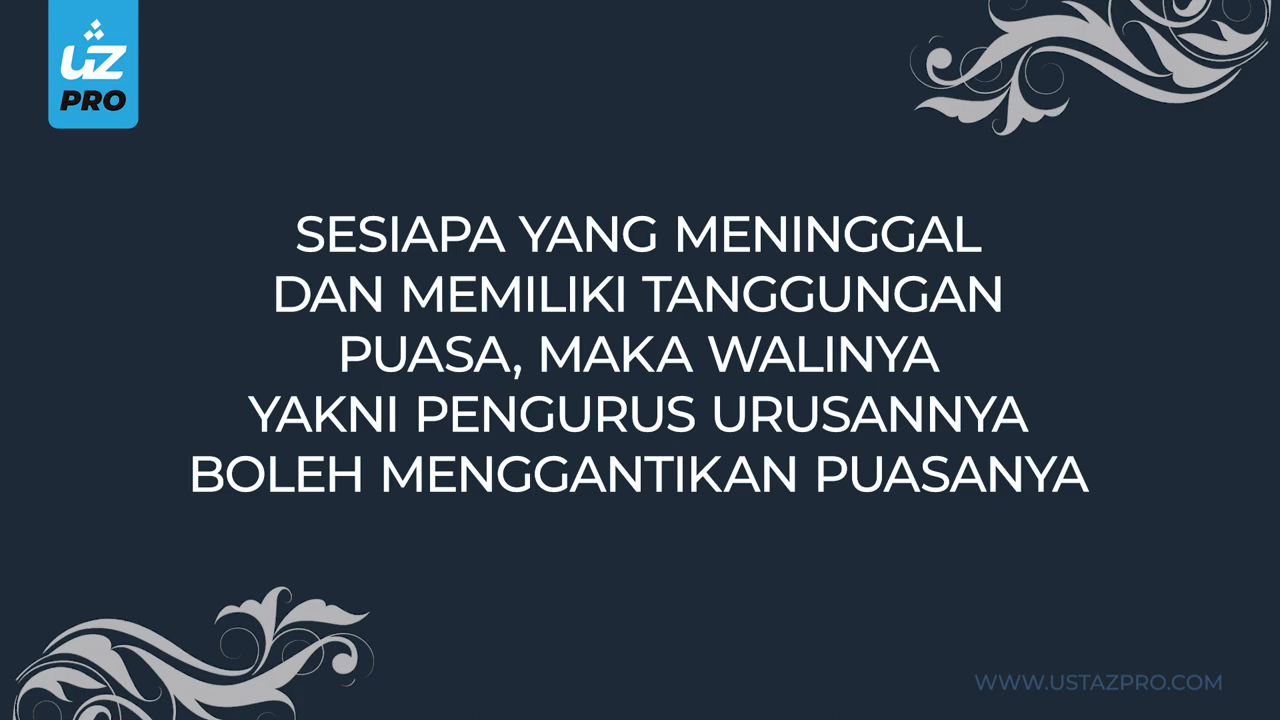 UZ
PRO
SESIAPA YANG MENINGGAL
DAN MEMILIKI TANGGUNGAN
PUASA, MAKA WALINYA
YAKNI PENGURUS URUSANNYA
BOLEH MENGGANTIKAN PUASANYA
WWW.USTAZPRO.COM